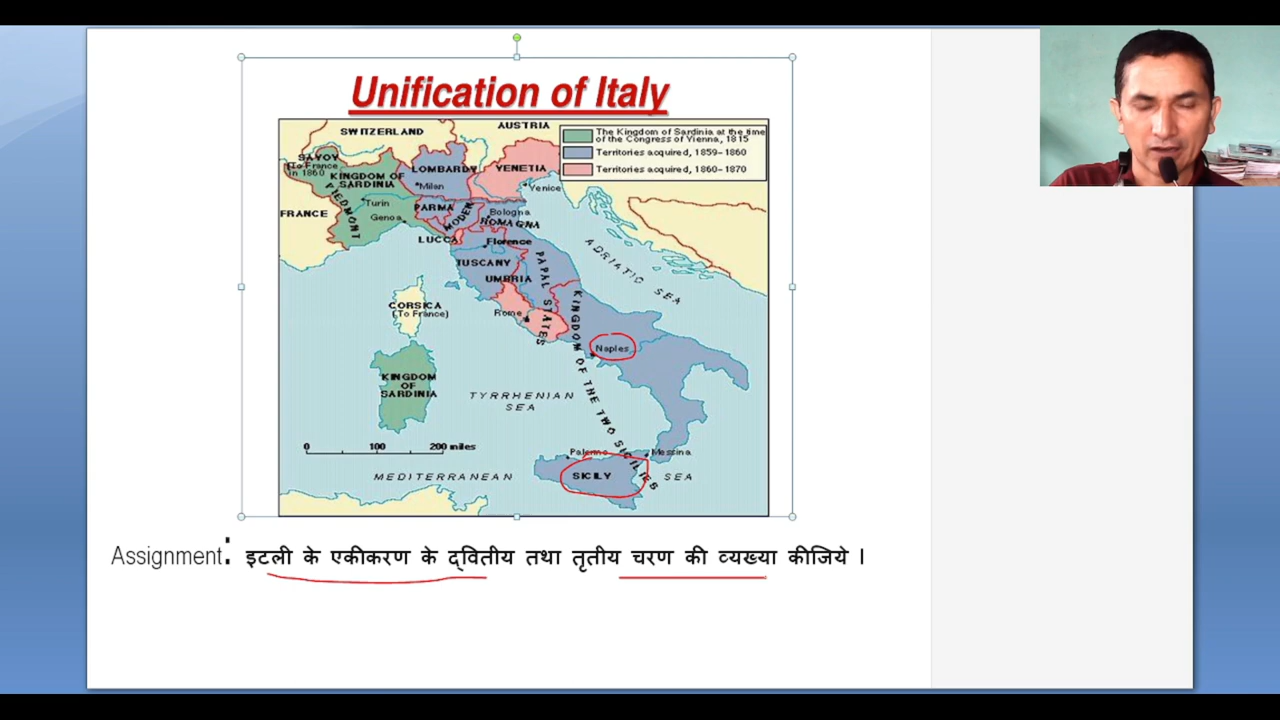 Unification of Italy
SWITZERLAND
AUSTRIA
The Kingdom of Sardinia at the time
of the Congress of Vienna, 1815
Territories acquired, 1859-1860
Territories acquired, 1860-1870
SAVOY
(To France
in 1860
KINGDOM OF
SARDINIA
LOMBARDY
VENETIA
Milan
Venice
PIEDMONT
Turin
Genoa
FRANCE
PARMA
MODEN
Bologna
ROMAGNA
LUCCA
Florence
TUSCANY
UMBRIA
PAPAL STATES
ADRIATIC SEA
CORSICA
(To France)
Rome
KINGDOM OF THE TWO SICILIES
Naples
KINGDOM
OF
SARDINIA
TYRRHENIAN
SEA
0 100 200 miles
Palermo
Messina
MEDITERRANEAN
SICILY
SEA
Assignment: इटली के एकीकरण के द्वितीय तथा तृतीय चरण की व्यख्या कीजिये ।